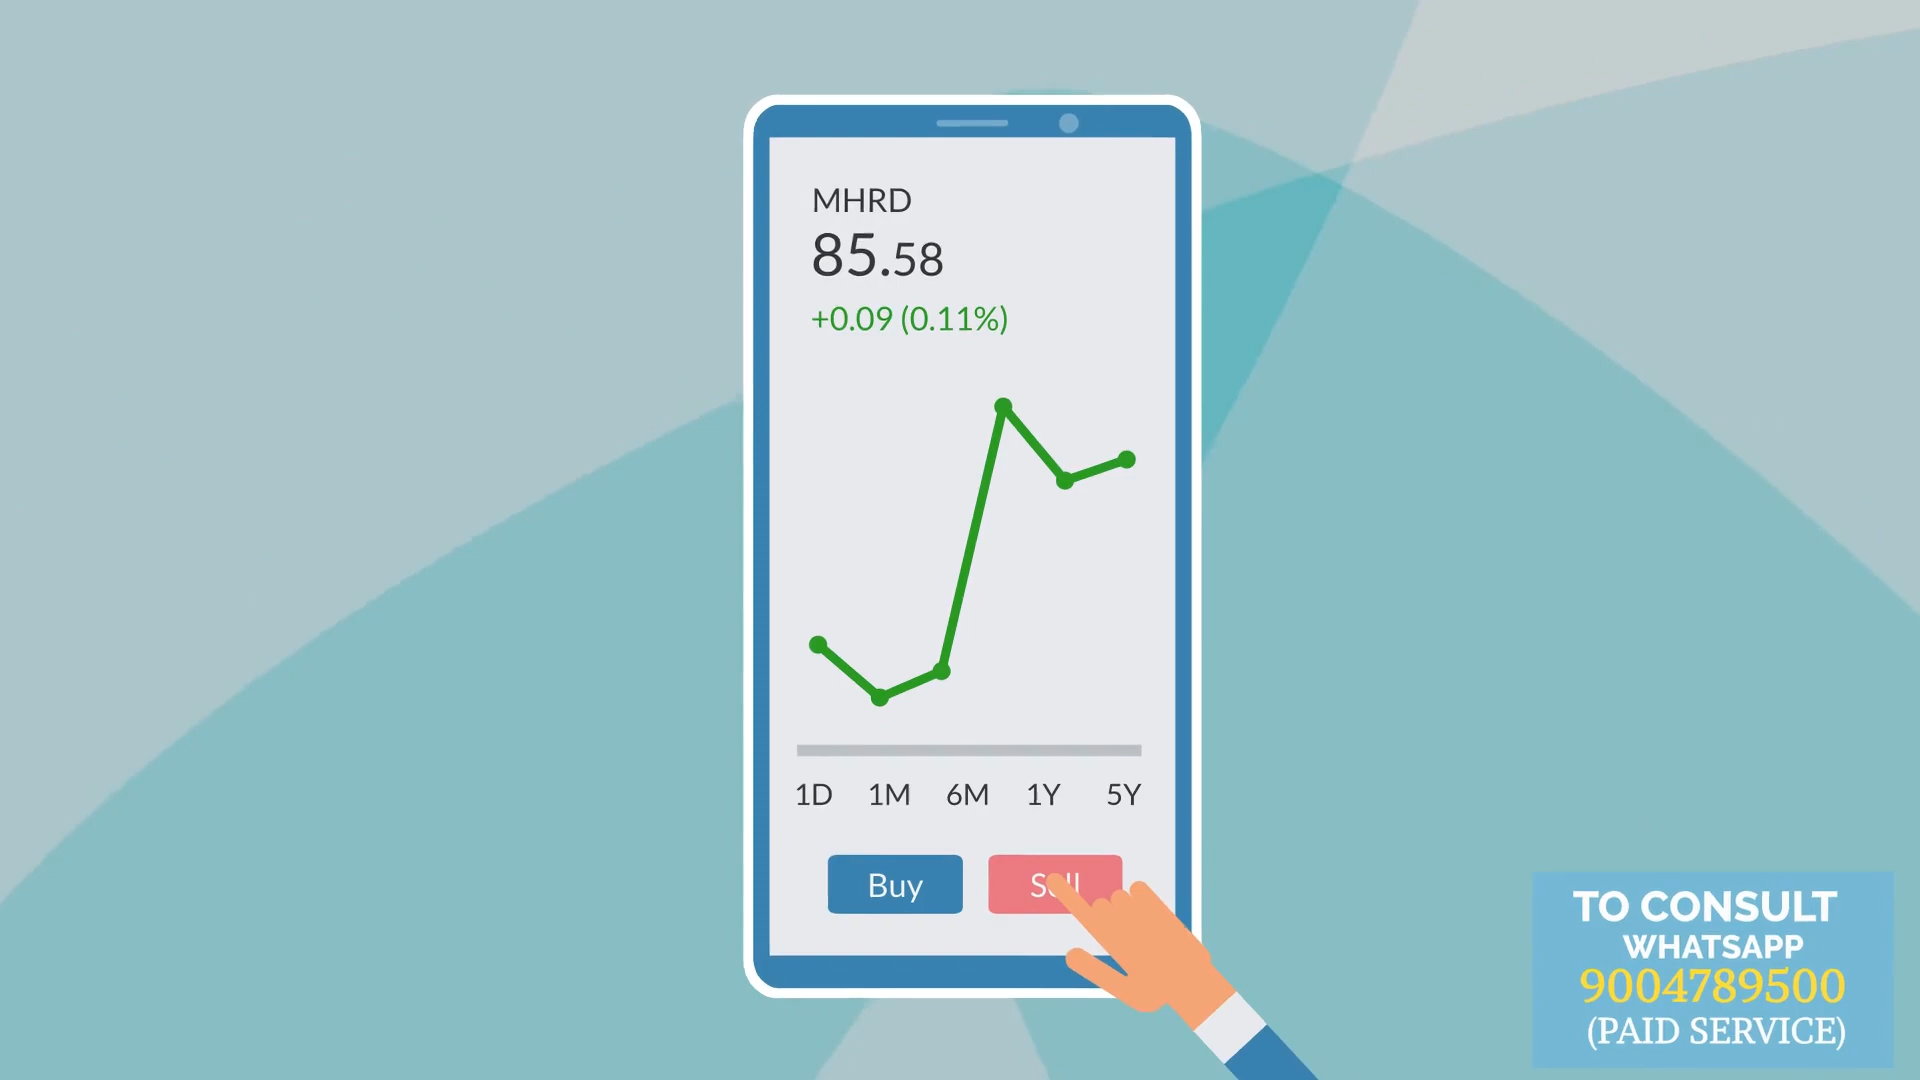 MHRD
85.58
+0.09 (0.11%)
1D 1M 6M 1Y 5Y
Buy Sell
TO CONSULT
WHATSAPP
9004789500
(PAID SERVICE)